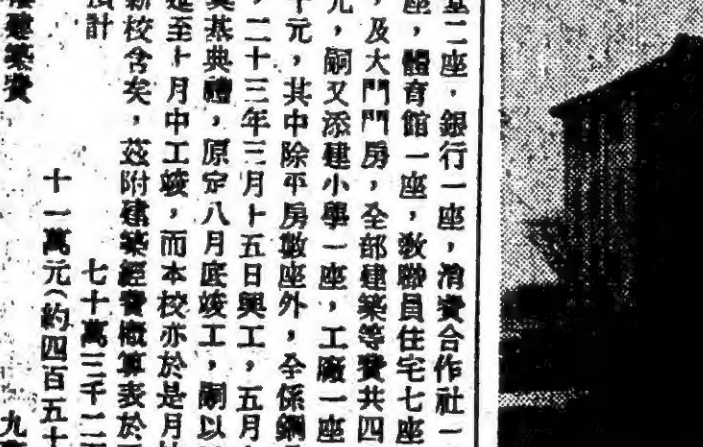 堂二座，銀行一座，消費合作社一
座，體育館一座，教職員住宅七座
，及大門門房，全部建築等費共四
元，嗣又添建小學一座，工廠一座
千元，其中除平房數座外，全係鋼
，二十三年三月十五日興工，五月
奠基典禮，原定八月底竣工，嗣以
進至十月中工竣，而本校亦於是月
新校舍矣，茲附建築經費概算表於
預計
七十萬三千二
樓建築費
十一萬元（約四百五十
九